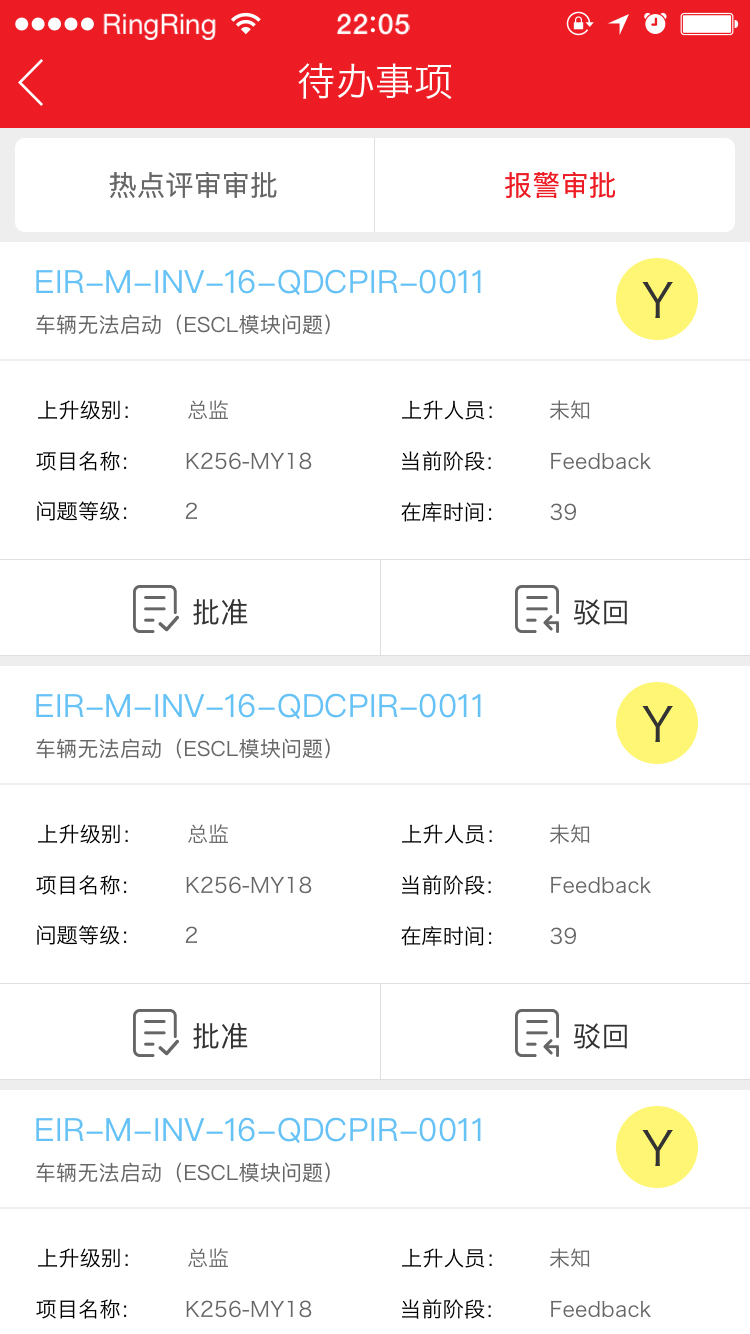 RingRing 22:05
待办事项
热点评审审批 报警审批
EIR-M-INV-16-QDCPIR-0011 Y
车辆无法启动（ESCL模块问题）
上升级别： 总监 上升人员： 未知
项目名称： K256-MY18 当前阶段： Feedback
问题等级： 2 在库时间： 39
批准 驳回
EIR-M-INV-16-QDCPIR-0011 Y
车辆无法启动（ESCL模块问题）
上升级别： 总监 上升人员： 未知
项目名称： K256-MY18 当前阶段： Feedback
问题等级： 2 在库时间： 39
批准 驳回
EIR-M-INV-16-QDCPIR-0011 Y
车辆无法启动（ESCL模块问题）
上升级别： 总监 上升人员： 未知
项目名称： K256-MY18 当前阶段： Feedback